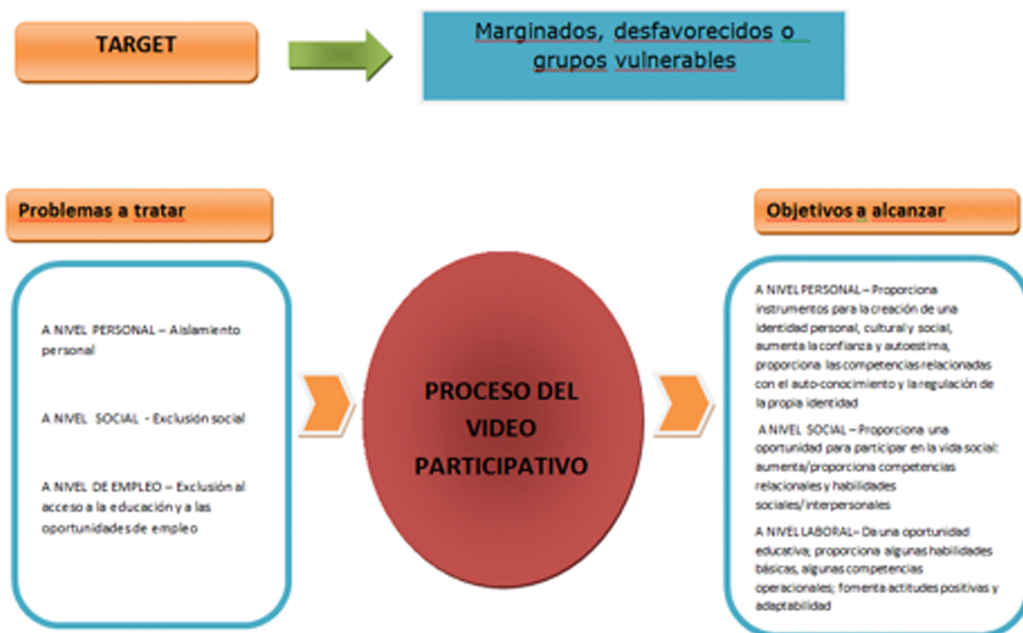 TARGET
Marginados, desfavorecidos o
grupos vulnerables
Problemas a tratar
A NIVEL PERSONAL – Aislamiento
personal
A NIVEL SOCIAL - Exclusión social
A NIVEL DE EMPLEO – Exclusión al
acceso a la educación y a las
oportunidades de empleo
PROCESO DEL
VIDEO
PARTICIPATIVO
Objetivos a alcanzar
A NIVEL PERSONAL – Proporciona
instrumentos para la creación de una
identidad personal, cultural y social,
aumenta la confianza y autoestima,
proporciona las competencias relacionadas
con el auto-conocimiento y la regulación de
la propia identidad
A NIVEL SOCIAL – Proporciona una
oportunidad para participar en la vida social:
aumenta/proporciona competencias
relacionales y habilidades
sociales/interpersonales
A NIVEL LABORAL– Da una oportunidad
educativa; proporciona algunas habilidades
básicas, algunas competencias
operacionales; fomenta actitudes positivas y
adaptabilidad